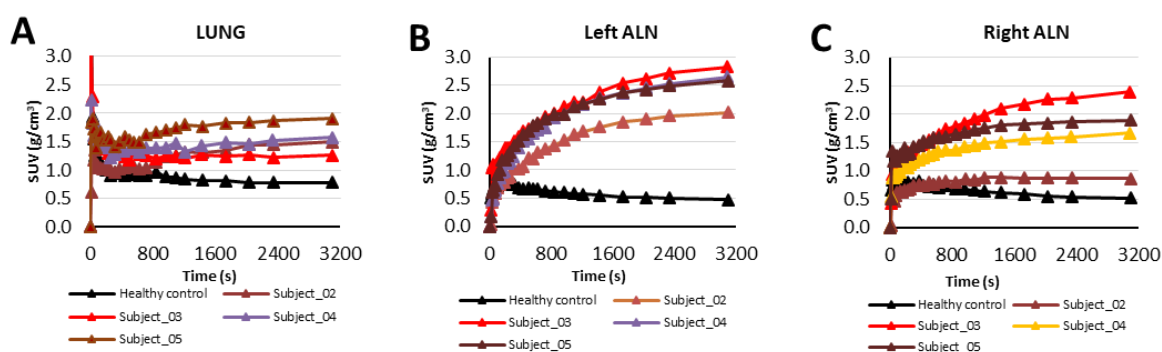 A
LUNG
3.0
2.5
2.0
1.5
1.0
0.5
0.0
SUV (g/cm³)
0 800 1600 2400 3200
Time (s)
Healthy control Subject_02
Subject_03 Subject_04
Subject_05
B
Left ALN
3.0
2.5
2.0
1.5
1.0
0.5
0.0
SUV (g/cm³)
0 800 1600 2400 3200
Time (s)
Healthy control Subject_02
Subject_03 Subject_04
Subject_05
C
Right ALN
3.0
2.5
2.0
1.5
1.0
0.5
0.0
SUV (g/cm³)
0 800 1600 2400 3200
Time (s)
Healthy control Subject_02
Subject_03 Subject_04
Subject_05